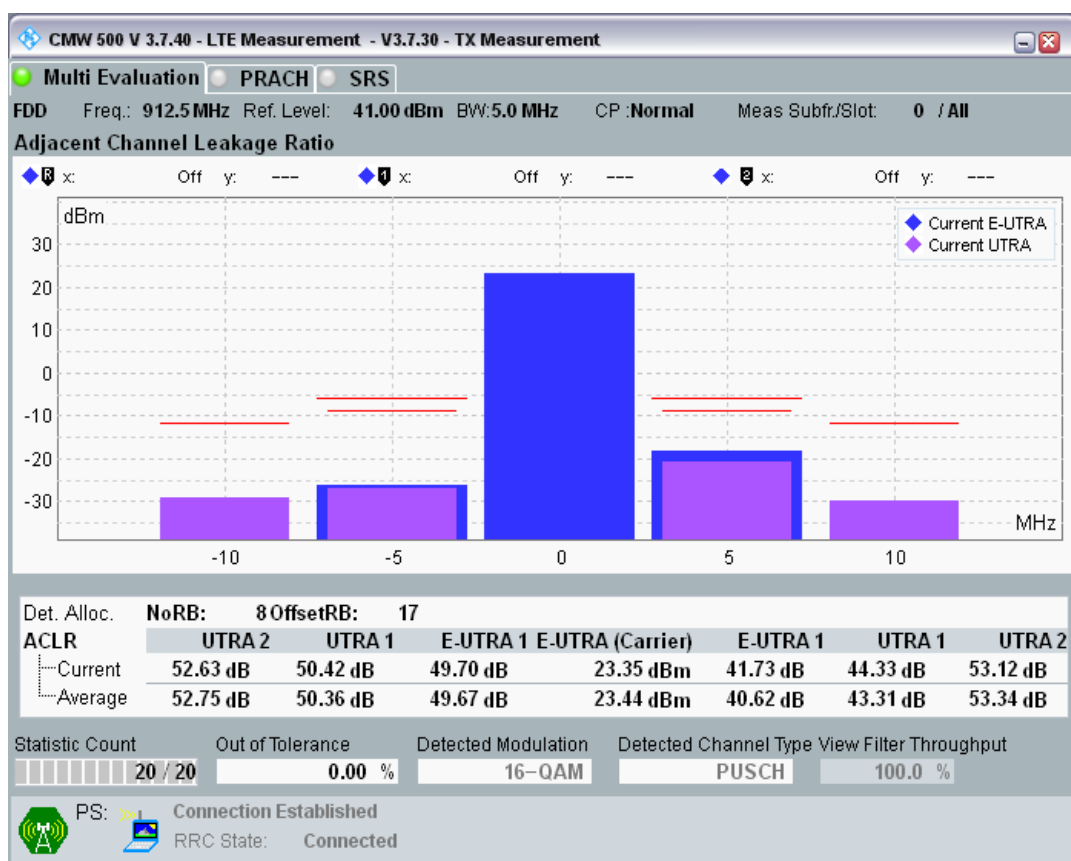 CMW 500 V 3.7.40 - LTE Measurement - V3.7.30 - TX Measurement
Multi Evaluation PRACH SRS
FDD Freq.: 912.5 MHz Ref. Level: 41.00 dBm BW:5.0 MHz CP :Normal Meas Subfr./Slot: 0 / All
Adjacent Channel Leakage Ratio
R x: Off y: --- 1 x: Off y: --- 2 x: Off y: ---
dBm
Current E-UTRA
Current UTRA
30
20
10
0
-10
-20
-30
MHz
-10 -5 0 5 10
Det. Alloc. NoRB: 8 OffsetRB: 17
ACLR UTRA 2 UTRA 1 E-UTRA 1 E-UTRA (Carrier) E-UTRA 1 UTRA 1 UTRA 2
Current 52.63 dB 50.42 dB 49.70 dB 23.35 dBm 41.73 dB 44.33 dB 53.12 dB
Average 52.75 dB 50.36 dB 49.67 dB 23.44 dBm 40.62 dB 43.31 dB 53.34 dB
Statistic Count Out of Tolerance Detected Modulation Detected Channel Type View Filter Throughput
20 / 20 0.00 % 16-QAM PUSCH 100.0 %
PS: Connection Established
RRC State: Connected